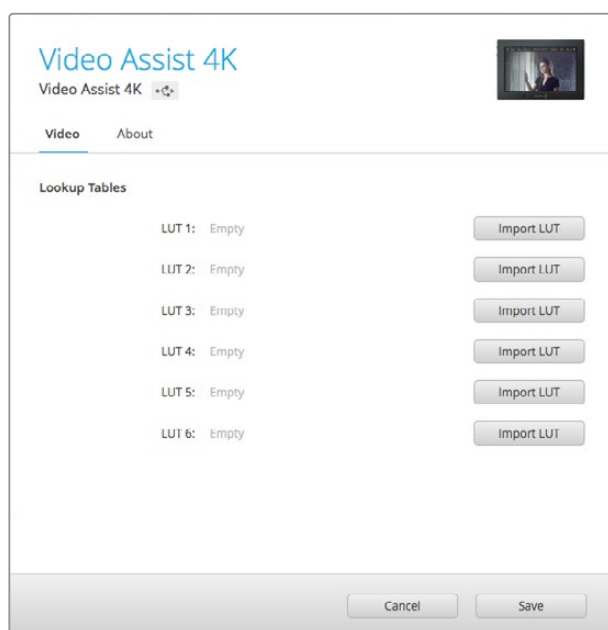 Video Assist 4K
Video Assist 4K
Video About
Lookup Tables
LUT 1: Empty Import LUT
LUT 2: Empty Import LUT
LUT 3: Empty Import LUT
LUT 4: Empty Import LUT
LUT 5: Empty Import LUT
LUT 6: Empty Import LUT
Cancel Save